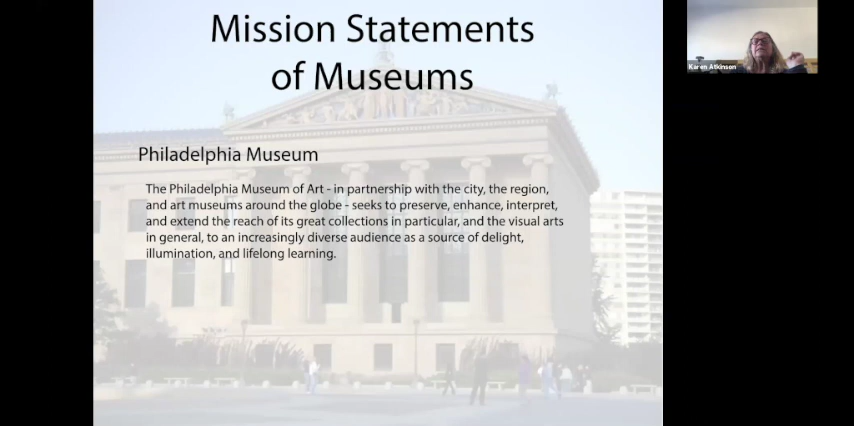 Mission Statements
of Museums
Karen Atkinson
Philadelphia Museum
The Philadelphia Museum of Art - in partnership with the city, the region,
and art museums around the globe - seeks to preserve, enhance, interpret,
and extend the reach of its great collections in particular, and the visual arts
in general, to an increasingly diverse audience as a source of delight,
illumination, and lifelong learning.